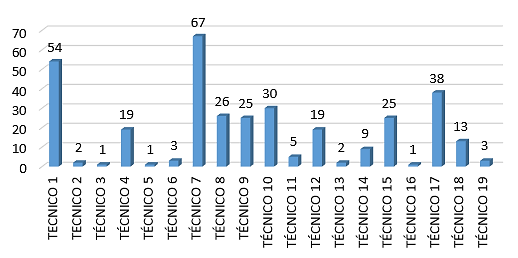 70
60
50
40
30
20
10
0
54
2
1
19
1
3
67
26
25
30
5
19
2
9
25
1
38
13
3
TÉCNICO 1
TÉCNICO 2
TÉCNICO 3
TÉCNICO 4
TÉCNICO 5
TÉCNICO 6
TÉCNICO 7
TÉCNICO 8
TÉCNICO 9
TÉCNICO 10
TÉCNICO 11
TÉCNICO 12
TÉCNICO 13
TÉCNICO 14
TÉCNICO 15
TÉCNICO 16
TÉCNICO 17
TÉCNICO 18
TÉCNICO 19